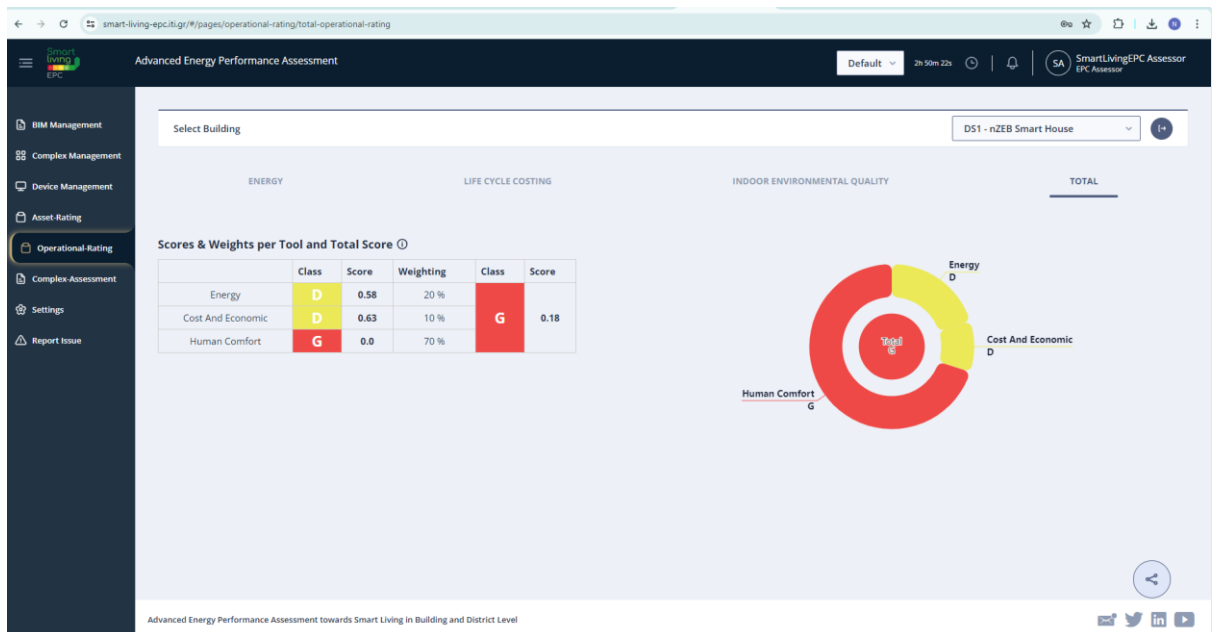 smart-living-epc.iti.gr/#/pages/operational-rating/total-operational-rating
N
Smart
living
EPC
Advanced Energy Performance Assessment
Default
2h 50m 22s
SA
SmartLivingEPC Assessor
EPC Assessor
BIM Management
Complex Management
Device Management
Asset-Rating
Operational-Rating
Complex-Assessment
Settings
Report Issue
Select Building
DS1 - nZEB Smart House
ENERGY LIFE CYCLE COSTING INDOOR ENVIRONMENTAL QUALITY TOTAL
Scores & Weights per Tool and Total Score
Class Score Weighting Class Score
Energy D 0.58 20 %
Cost And Economic D 0.63 10 % G 0.18
Human Comfort G 0.0 70 %
Energy
D
Cost And Economic
D
Total
G
Human Comfort
G
Advanced Energy Performance Assessment towards Smart Living in Building and District Level
in